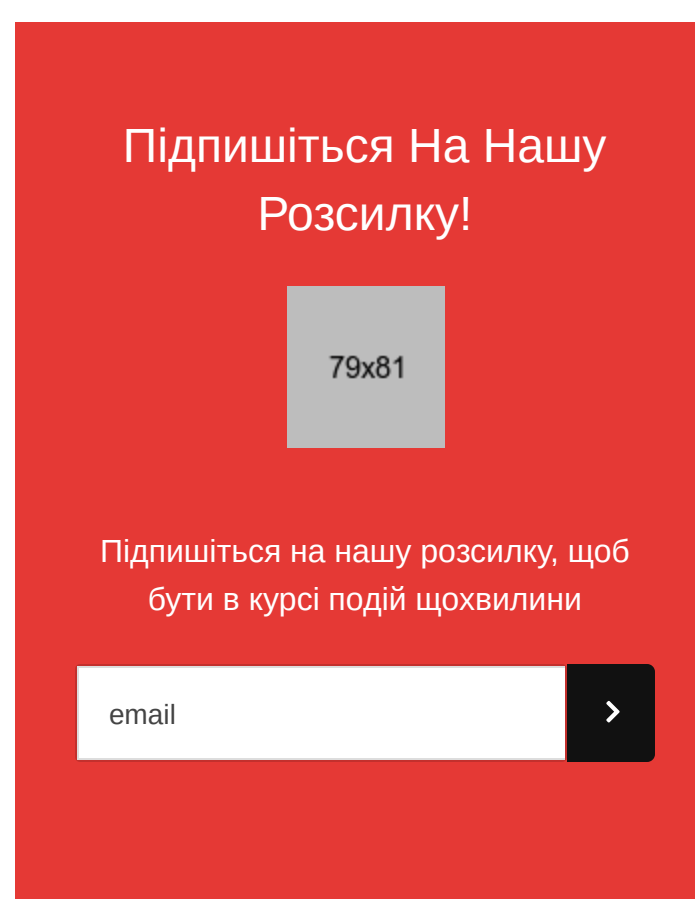 Підпишіться На Нашу
Розсилку!
79x81
Підпишіться на нашу розсилку, щоб
бути в курсі подій щохвилини
email